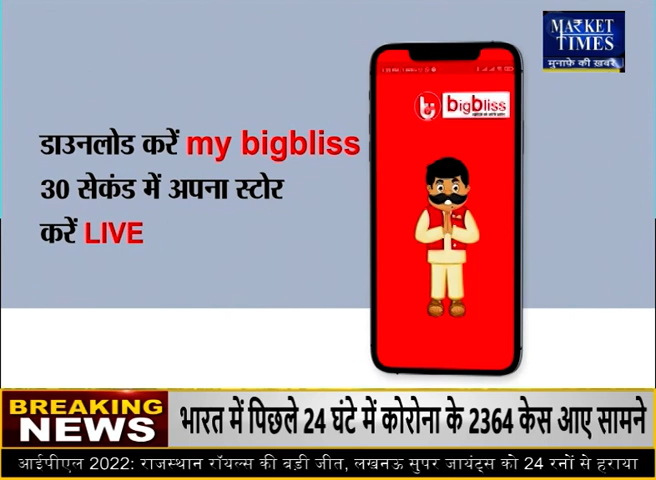 MARKET
TIMES
मुनाफे की ख़बर
bigbliss
डाउनलोड करें my bigbliss
30 सेकंड में अपना स्टोर
करें LIVE
BREAKING NEWS
भारत में पिछले 24 घंटे में कोरोना के 2364 केस आए सामने
आईपीएल 2022: राजस्थान रॉयल्स की बड़ी जीत, लखनऊ सुपर जायंट्स को 24 रनों से हराया